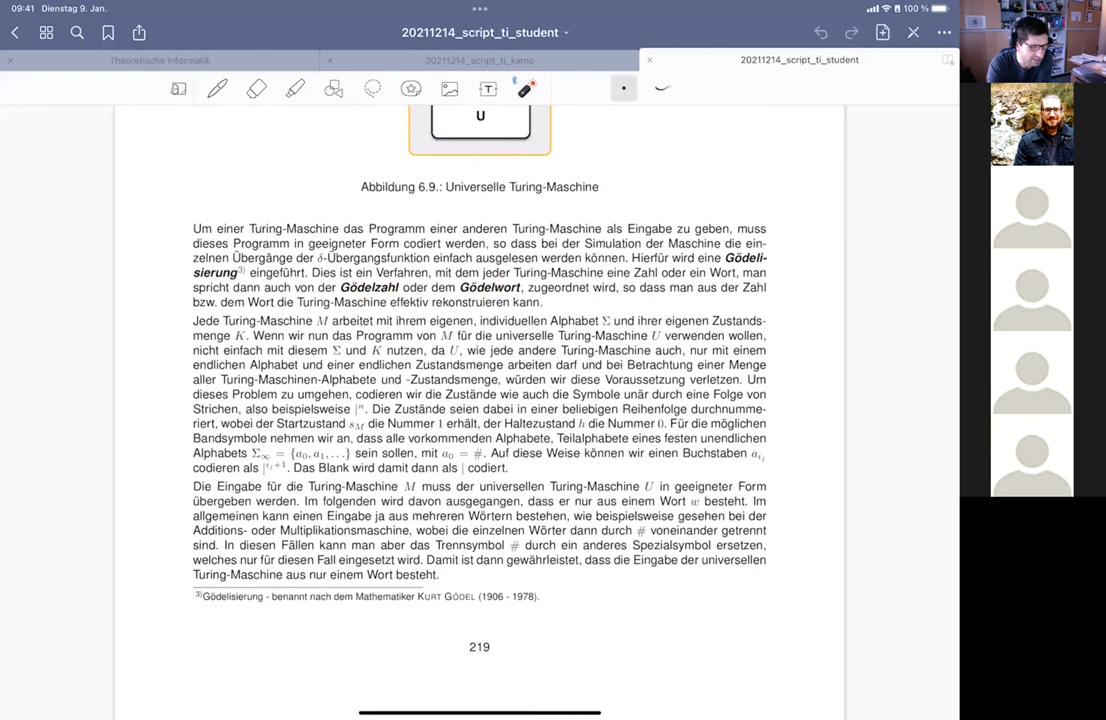 09:41 Dienstag 9. Jan.
100 %
20211214_script_ti_student
Theoretische Informatik
20211214_script_ti_kamo
20211214_script_ti_student
T
U
Abbildung 6.9.: Universelle Turing-Maschine
Um einer Turing-Maschine das Programm einer anderen Turing-Maschine als Eingabe zu geben, muss
dieses Programm in geeigneter Form codiert werden, so dass bei der Simulation der Maschine die ein-
zelnen Übergänge der δ-Übergangsfunktion einfach ausgelesen werden können. Hierfür wird eine Gödeli-
sierung³⁾ eingeführt. Dies ist ein Verfahren, mit dem jeder Turing-Maschine eine Zahl oder ein Wort, man
spricht dann auch von der Gödelzahl oder dem Gödelwort, zugeordnet wird, so dass man aus der Zahl
bzw. dem Wort die Turing-Maschine effektiv rekonstruieren kann.
Jede Turing-Maschine M arbeitet mit ihrem eigenen, individuellen Alphabet Σ und ihrer eigenen Zustands-
menge K. Wenn wir nun das Programm von M für die universelle Turing-Maschine U verwenden wollen,
nicht einfach mit diesem Σ und K nutzen, da U, wie jede andere Turing-Maschine auch, nur mit einem
endlichen Alphabet und einer endlichen Zustandsmenge arbeiten darf und bei Betrachtung einer Menge
aller Turing-Maschinen-Alphabete und -Zustandsmenge, würden wir diese Voraussetzung verletzen. Um
dieses Problem zu umgehen, codieren wir die Zustände wie auch die Symbole unär durch eine Folge von
Strichen, also beispielsweise |ⁿ. Die Zustände seien dabei in einer beliebigen Reihenfolge durchnumme-
riert, wobei der Startzustand s_M die Nummer 1 erhält, der Haltezustand h die Nummer 0. Für die möglichen
Bandsymbole nehmen wir an, dass alle vorkommenden Alphabete, Teilalphabete eines festen unendlichen
Alphabets Σ∞ = {a₀, a₁, . . .} sein sollen, mit a₀ = #. Auf diese Weise können wir einen Buchstaben a_{i_j}
codieren als |^{i_j+1}. Das Blank wird damit dann als | codiert.
Die Eingabe für die Turing-Maschine M muss der universellen Turing-Maschine U in geeigneter Form
übergeben werden. Im folgenden wird davon ausgegangen, dass er nur aus einem Wort w besteht. Im
allgemeinen kann einen Eingabe ja aus mehreren Wörtern bestehen, wie beispielsweise gesehen bei der
Additions- oder Multiplikationsmaschine, wobei die einzelnen Wörter dann durch # voneinander getrennt
sind. In diesen Fällen kann man aber das Trennsymbol # durch ein anderes Spezialsymbol ersetzen,
welches nur für diesen Fall eingesetzt wird. Damit ist dann gewährleistet, dass die Eingabe der universellen
Turing-Maschine aus nur einem Wort besteht.
³⁾Gödelisierung - benannt nach dem Mathematiker KURT GÖDEL (1906 - 1978).
219